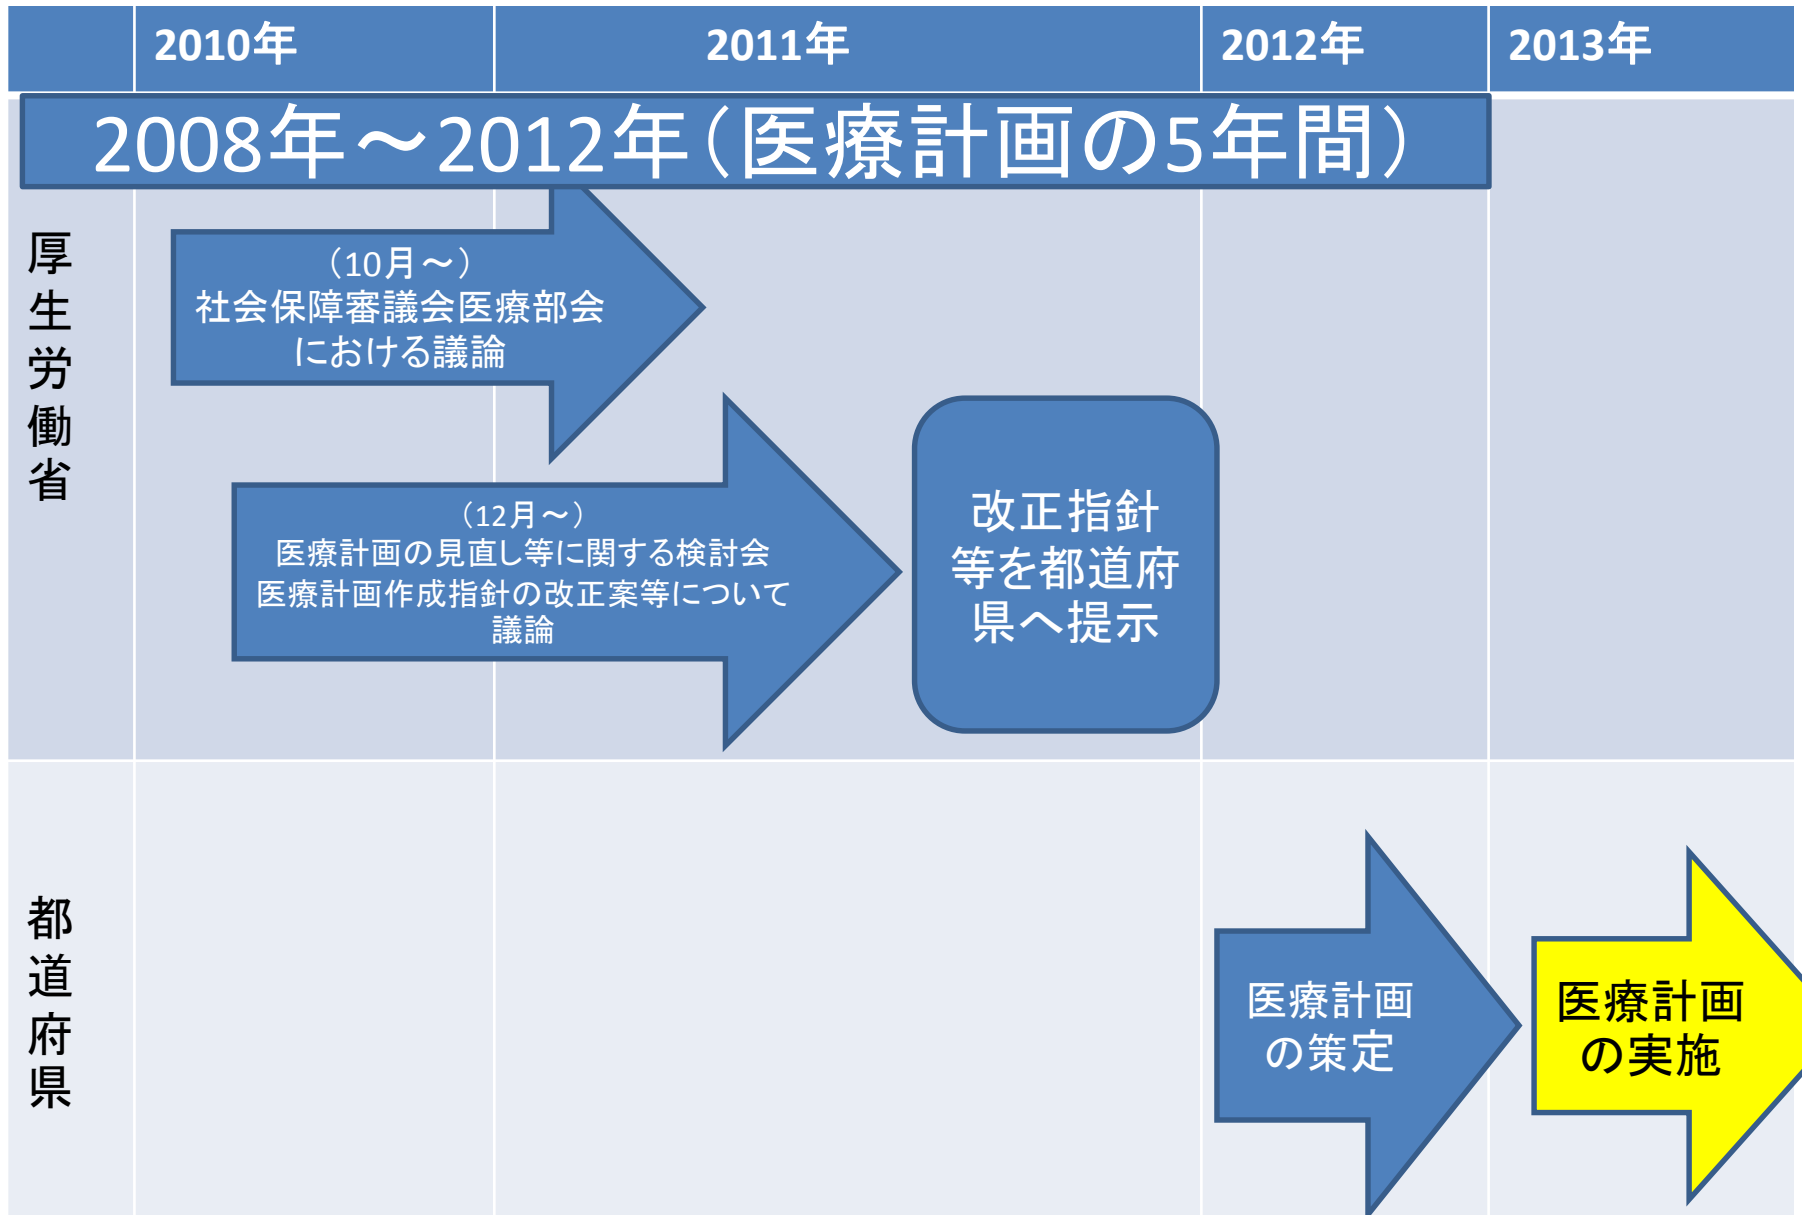 2010年
2011年
2012年
2013年
2008年～2012年（医療計画の5年間）
厚生労働省
（10月～）
社会保障審議会医療部会
における議論
（12月～）
医療計画の見直し等に関する検討会
医療計画作成指針の改正案等について
議論
改正指針
等を都道府
県へ提示
都道府県
医療計画
の策定
医療計画
の実施